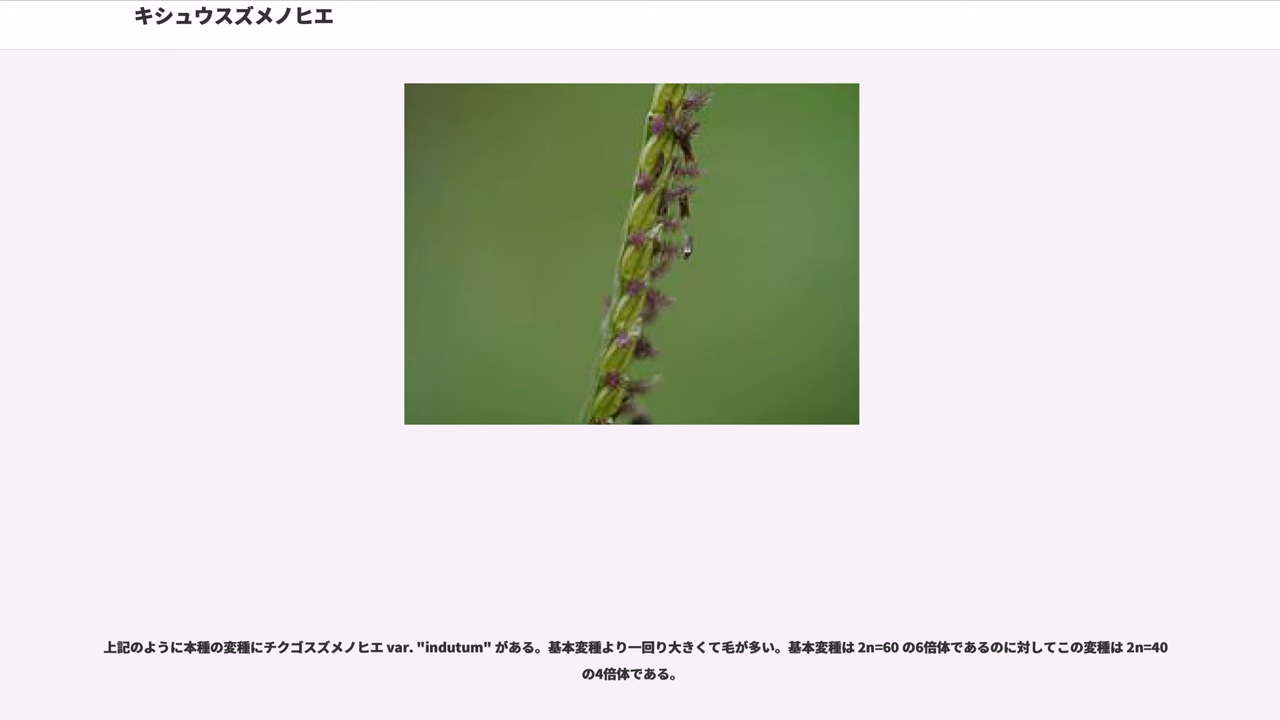 キシュウスズメノヒエ
上記のように本種の変種にチクゴスズメノヒエ var. "indutum" がある。基本変種より一回り大きくて毛が多い。基本変種は 2n=60 の6倍体であるのに対してこの変種は 2n=40
の4倍体である。